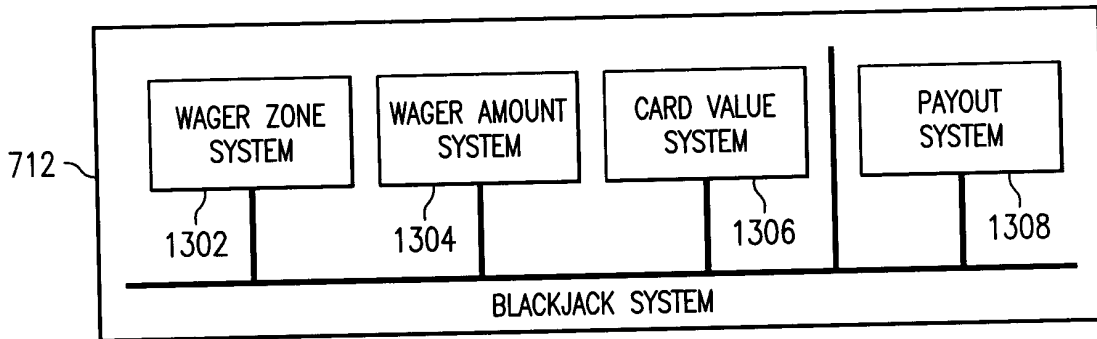 WAGER ZONE
SYSTEM
WAGER AMOUNT
SYSTEM
CARD VALUE
SYSTEM
PAYOUT
SYSTEM
712
1302
1304
1306
1308
BLACKJACK SYSTEM